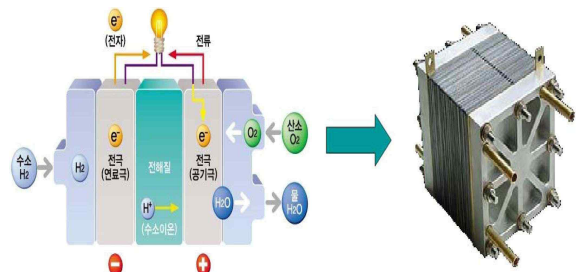 e-
(전자)
전류
수소
H2
H2
e-
전극
(연료극)
전해질
H+
(수소이온)
e-
전극
(공기극)
O2
산소
O2
H2O
물
H2O
−
+